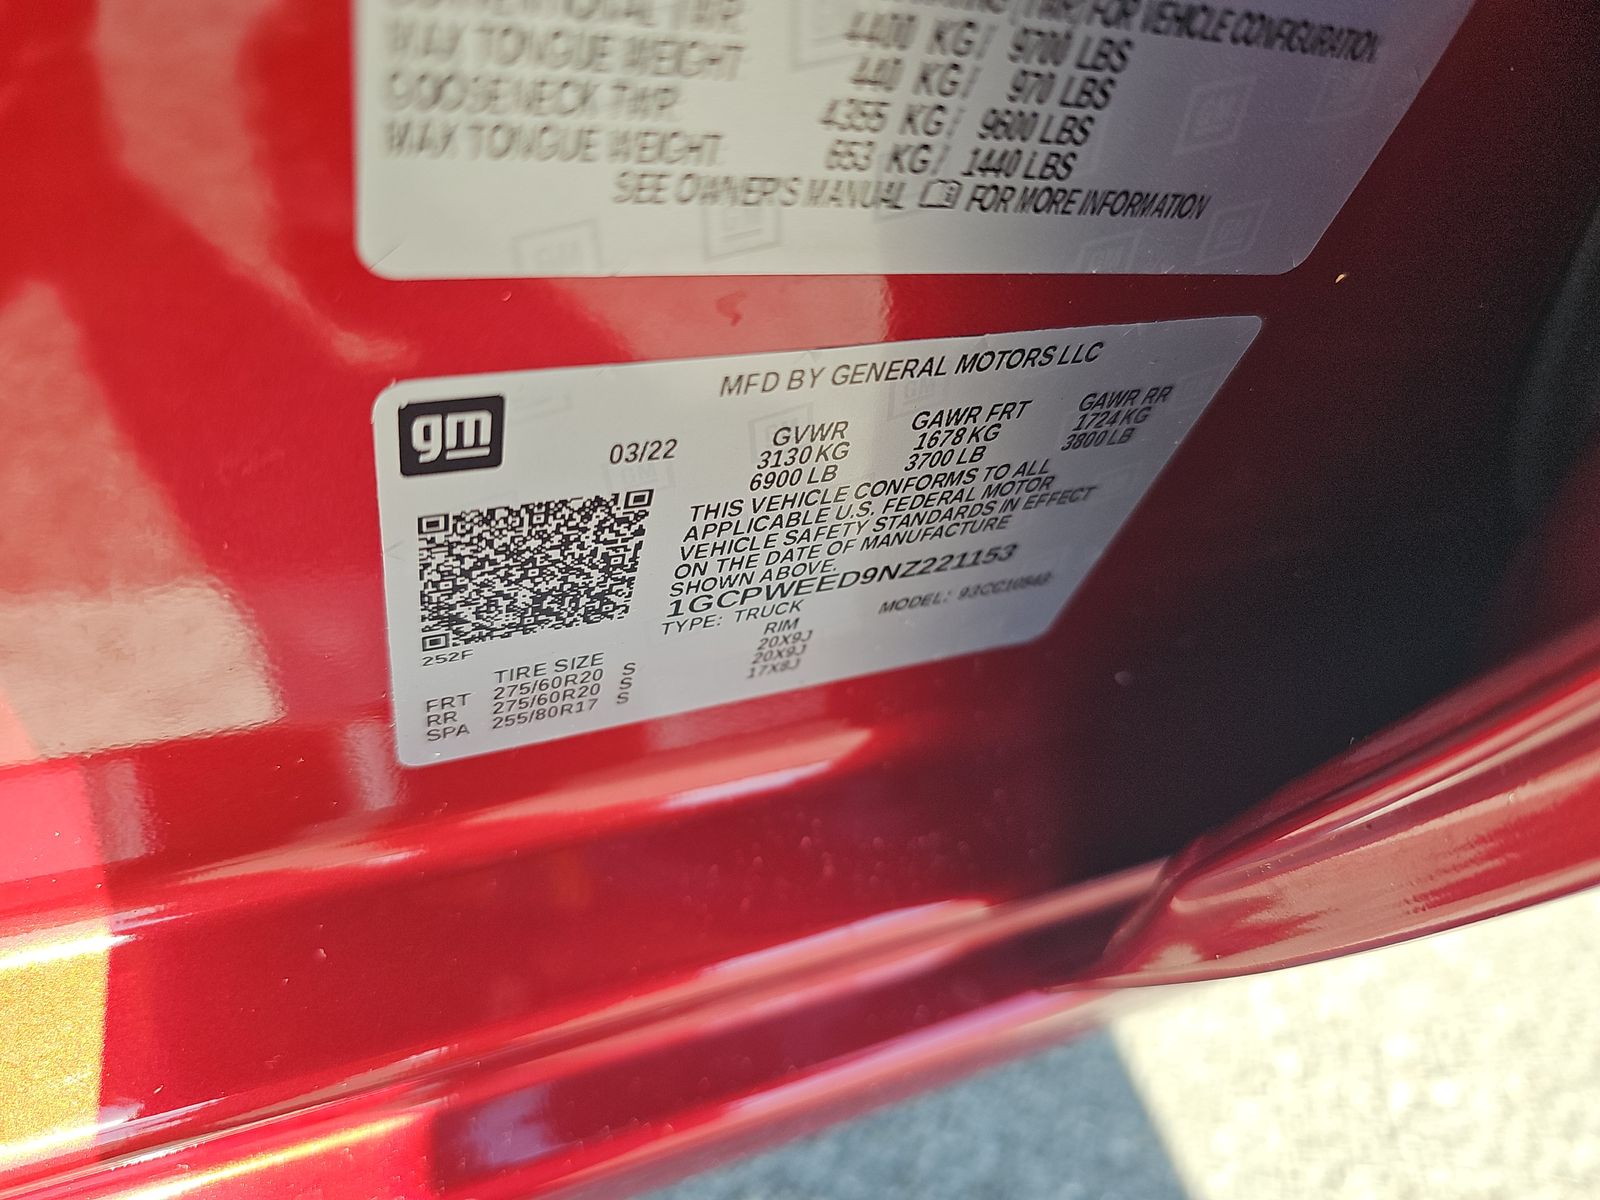 CONVENTIONAL TWR: 4400 KG/ 9700 LBS
MAX TONGUE WEIGHT: 440 KG/ 970 LBS
GOOSENECK TWR: 4355 KG/ 9600 LBS
MAX TONGUE WEIGHT: 653 KG/ 1440 LBS
SEE OWNER'S MANUAL FOR MORE INFORMATION
(TWR) FOR VEHICLE CONFIGURATION
MFD BY GENERAL MOTORS LLC
gm
03/22
GVWR GAWR FRT GAWR RR
3130 KG 1678 KG 1724 KG
6900 LB 3700 LB 3800 LB
THIS VEHICLE CONFORMS TO ALL
APPLICABLE U.S. FEDERAL MOTOR
VEHICLE SAFETY STANDARDS IN EFFECT
ON THE DATE OF MANUFACTURE
SHOWN ABOVE.
1GCPWEED9NZ221153
TYPE: TRUCK MODEL:
252F
TIRE SIZE RIM
FRT 275/60R20 S 20X9J
RR 275/60R20 S 20X9J
SPA 255/80R17 S 17X8J